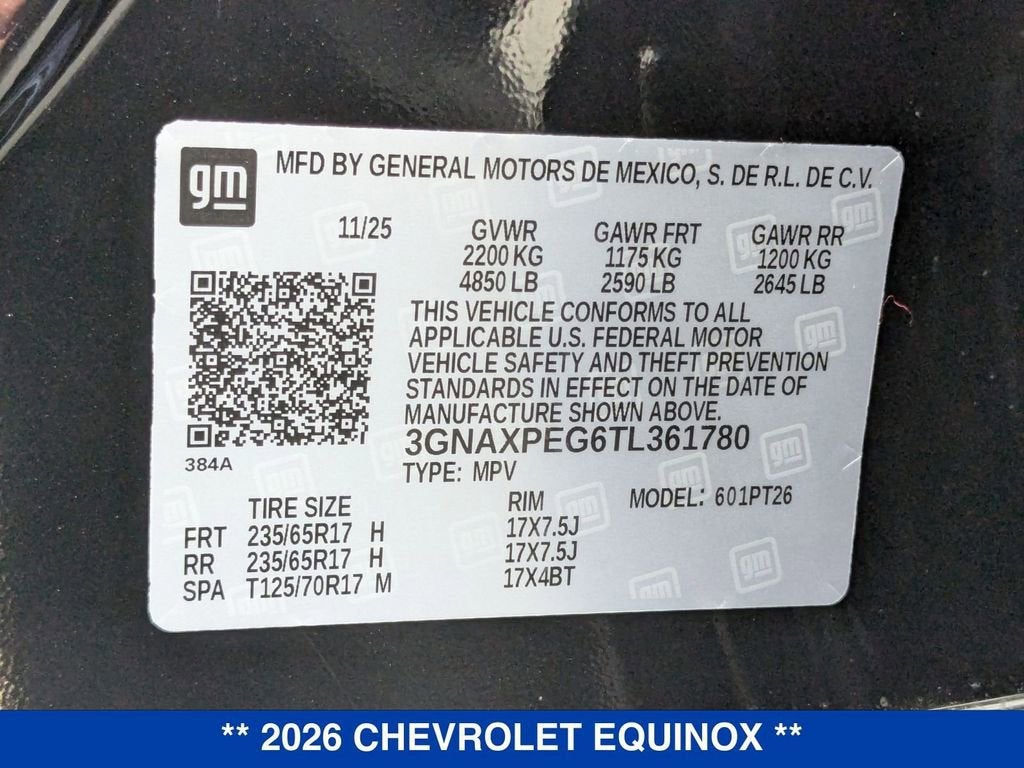 gm
MFD BY GENERAL MOTORS DE MEXICO, S. DE R.L. DE C.V.
11/25 GVWR GAWR FRT GAWR RR
2200 KG 1175 KG 1200 KG
4850 LB 2590 LB 2645 LB
THIS VEHICLE CONFORMS TO ALL
APPLICABLE U.S. FEDERAL MOTOR
VEHICLE SAFETY AND THEFT PREVENTION
STANDARDS IN EFFECT ON THE DATE OF
MANUFACTURE SHOWN ABOVE.
3GNAXPEG6TL361780
384A
TYPE: MPV
TIRE SIZE RIM MODEL: 601PT26
FRT 235/65R17 H 17X7.5J
RR 235/65R17 H 17X7.5J
SPA T125/70R17 M 17X4BT
** 2026 CHEVROLET EQUINOX **